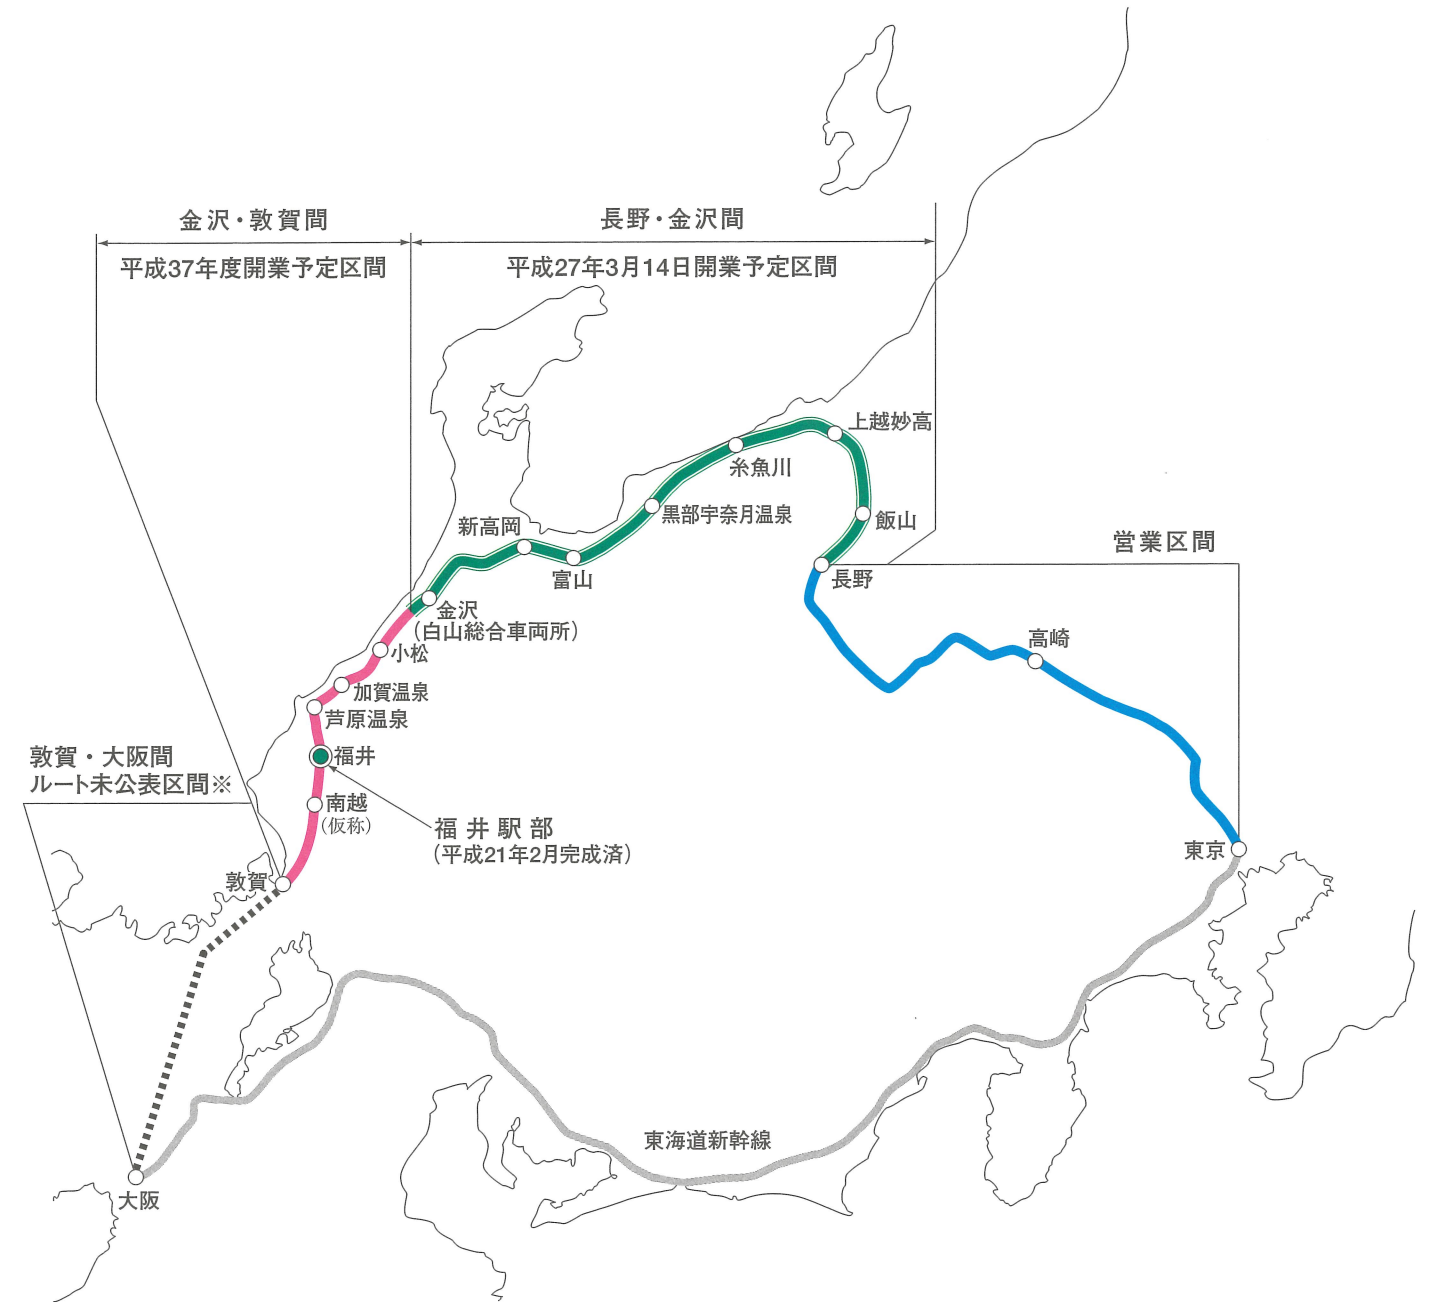 金沢・敦賀間
長野・金沢間
平成37年度開業予定区間
平成27年3月14日開業予定区間
上越妙高
糸魚川
黒部宇奈月温泉
飯山
新高岡
営業区間
富山
長野
金沢
(白山総合車両所)
高崎
小松
加賀温泉
芦原温泉
敦賀・大阪間
ルート未公表区間※
福井
南越
(仮称)
福井駅部
(平成21年2月完成済)
東京
敦賀
東海道新幹線
大阪